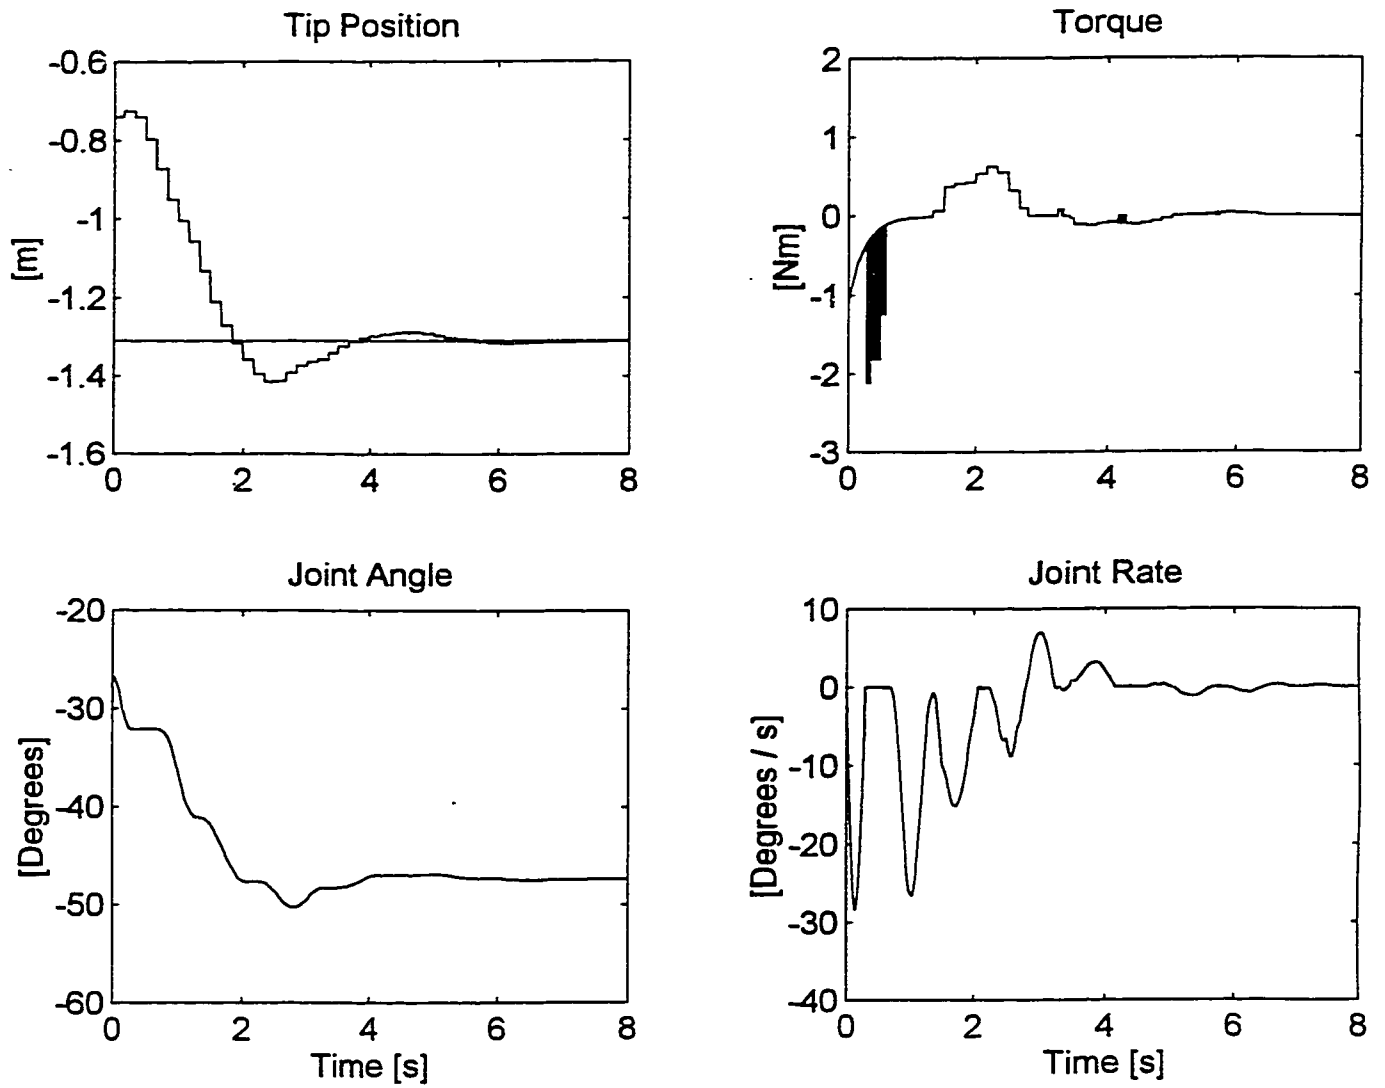 Tip Position
-0.6
-0.8
-1
-1.2
-1.4
-1.6
[m]
0 2 4 6 8
Torque
2
1
0
-1
-2
-3
[Nm]
0 2 4 6 8
Joint Angle
-20
-30
-40
-50
-60
[Degrees]
0 2 4 6 8
Time [s]
Joint Rate
10
0
-10
-20
-30
-40
[Degrees / s]
0 2 4 6 8
Time [s]